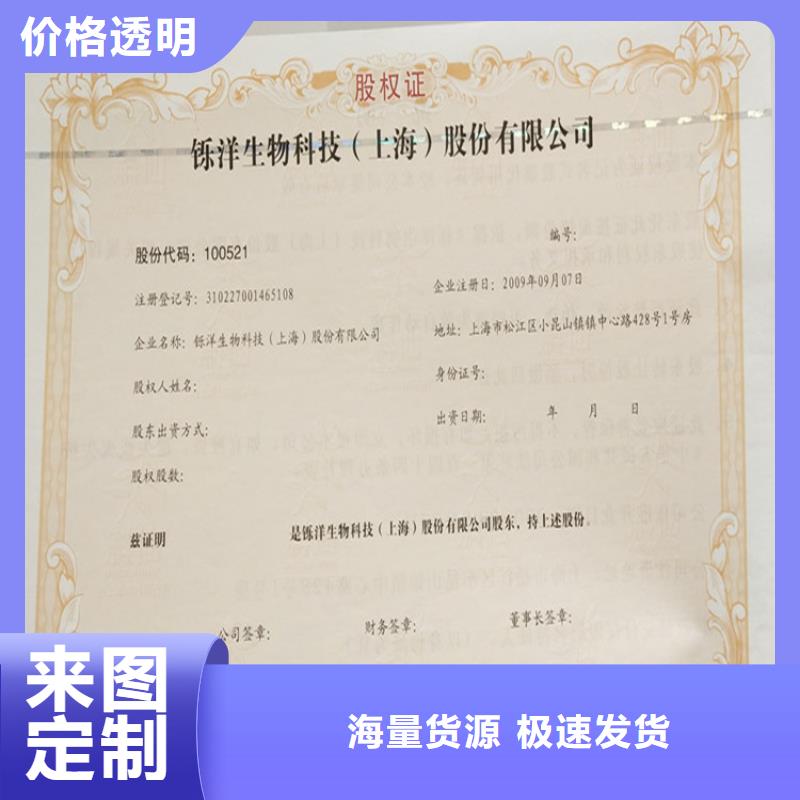 价格透明
股权证
铄洋生物科技（上海）股份有限公司
编号：
股份代码：100521
企业注册日：2009年09月07日
注册登记号：310227001465108
地址：上海市松江区小昆山镇镇中心路428号1号房
企业名称：铄洋生物科技（上海）股份有限公司
身份证号：
股权人姓名：
出资日期： 年 月 日
股东出资方式：
股权股数：
兹证明 是铄洋生物科技（上海）股份有限公司股东，持上述股份。
公司签章： 财务签章： 董事长签章：
来图
定制
海量货源 极速发货